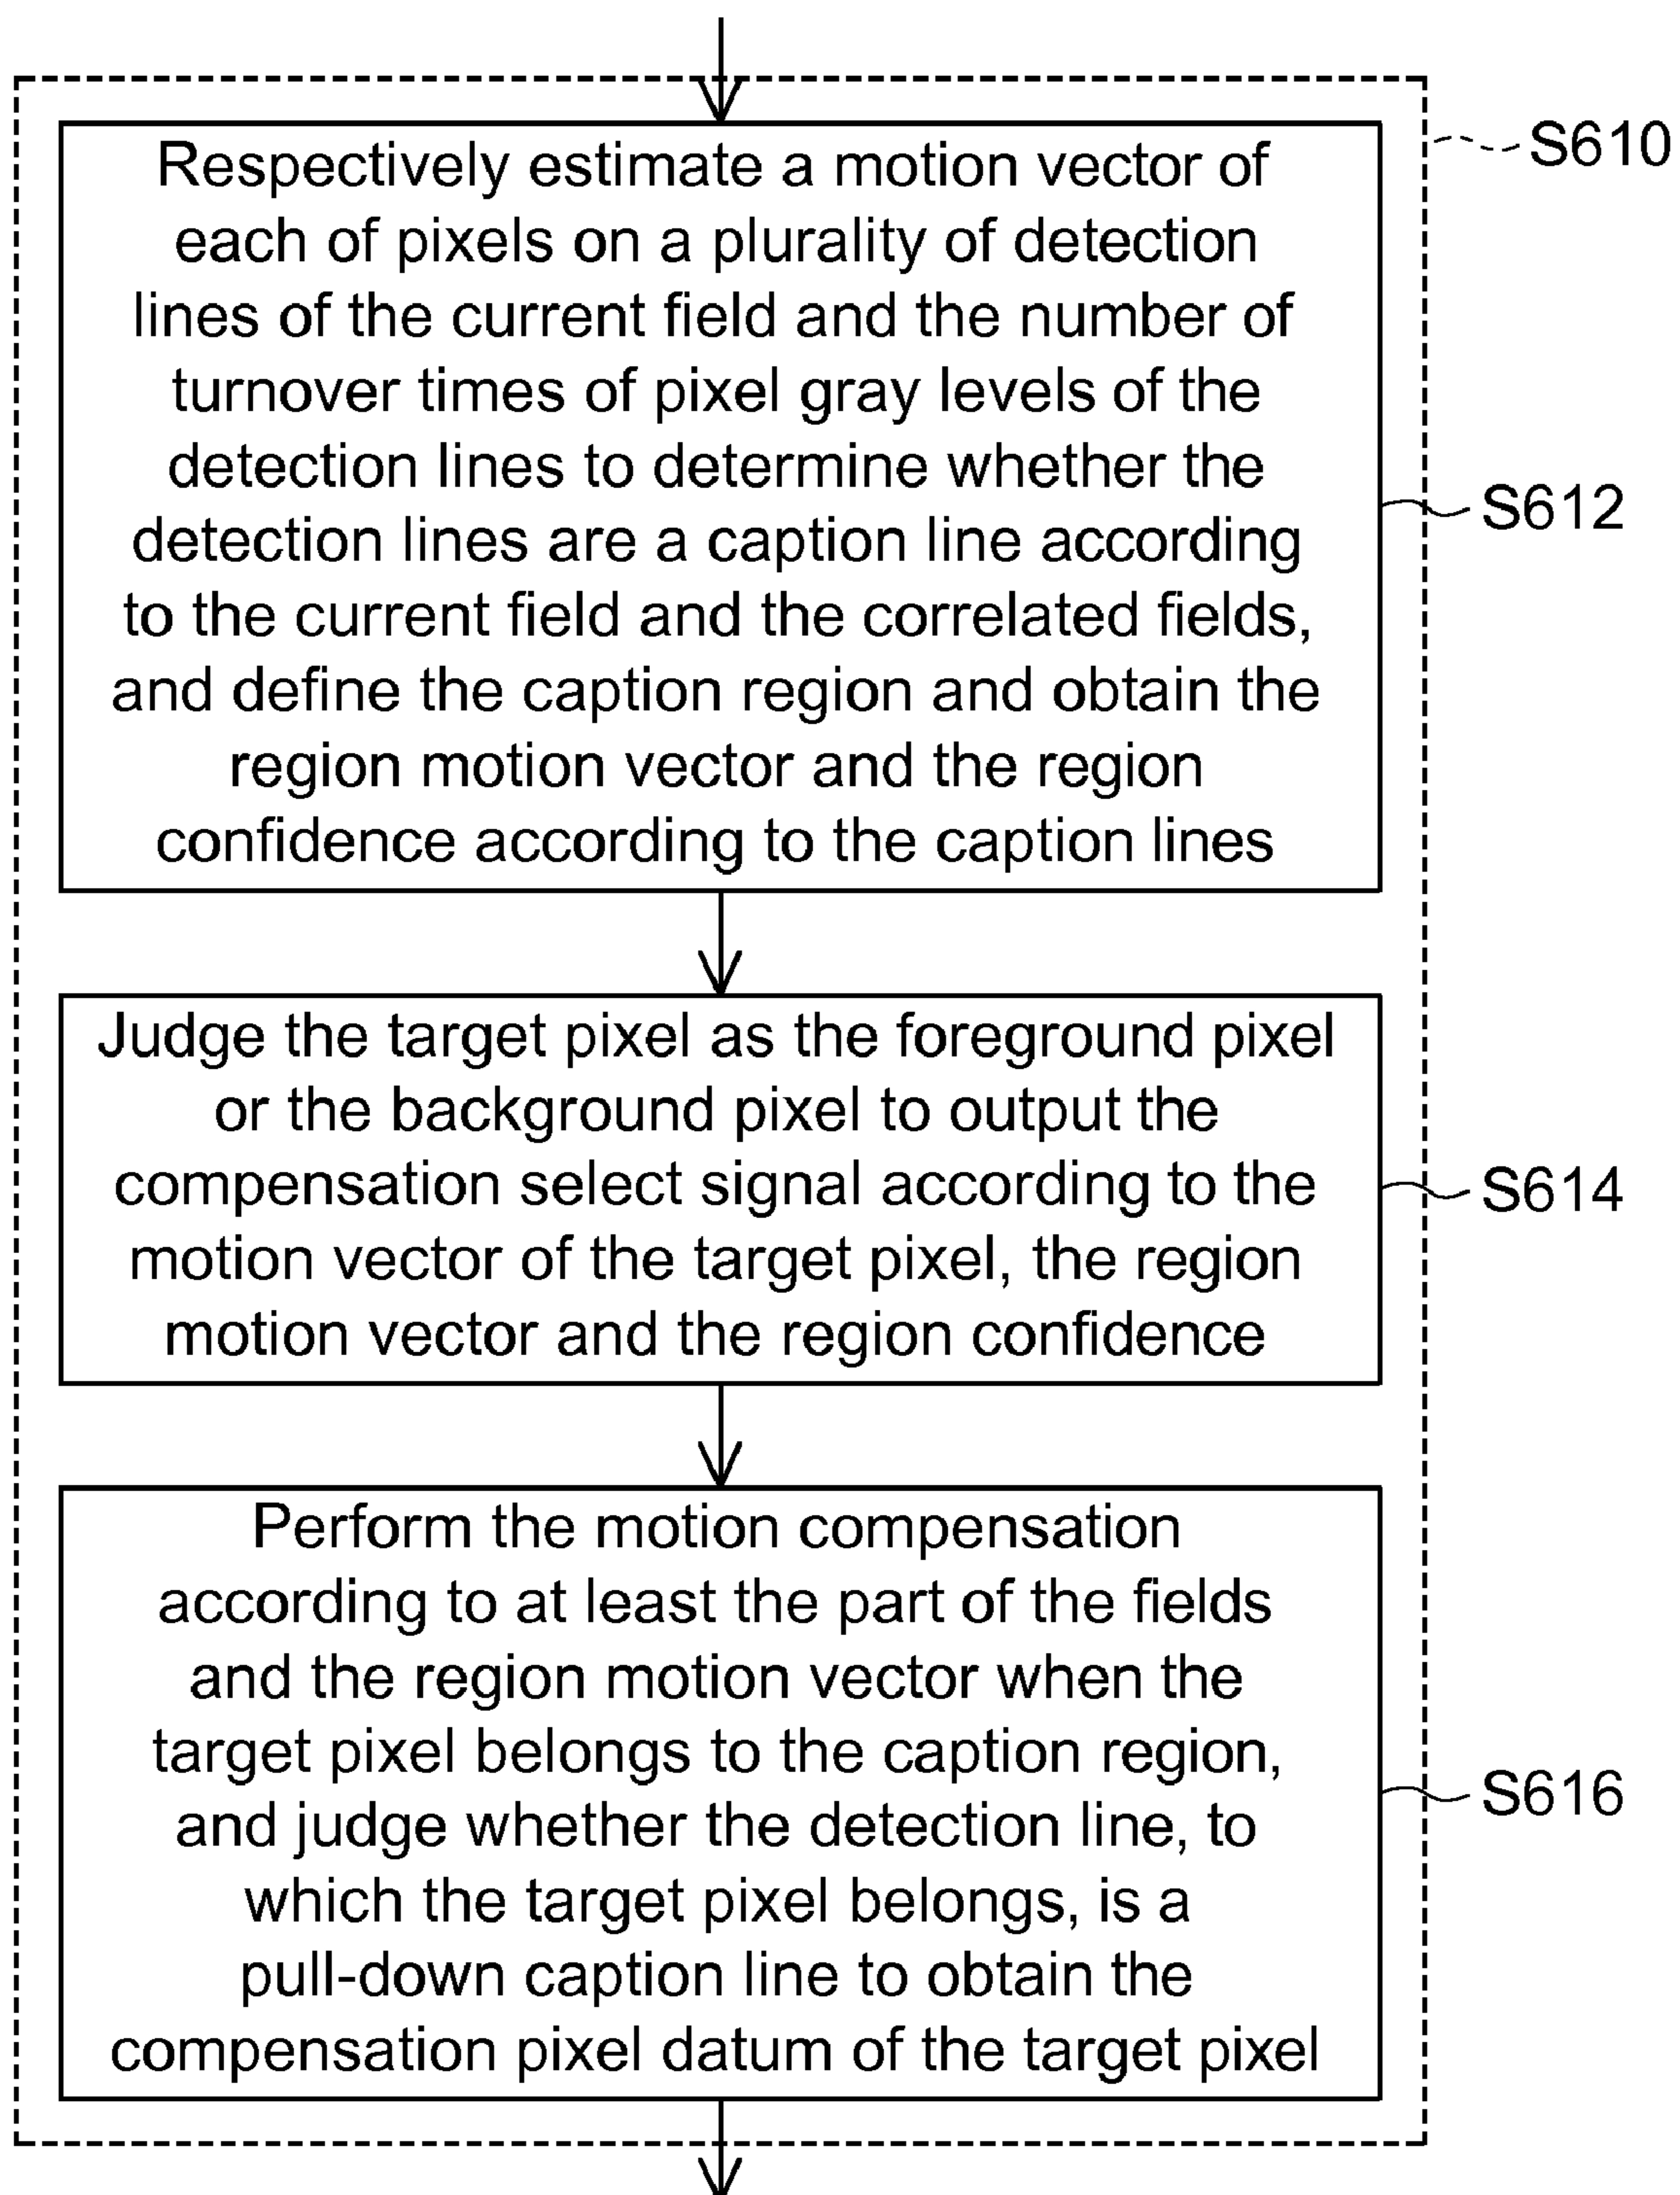 S610
Respectively estimate a motion vector of
each of pixels on a plurality of detection
lines of the current field and the number of
turnover times of pixel gray levels of the
detection lines to determine whether the
detection lines are a caption line according
to the current field and the correlated fields,
and define the caption region and obtain the
region motion vector and the region
confidence according to the caption lines
S612
Judge the target pixel as the foreground pixel
or the background pixel to output the
compensation select signal according to the
motion vector of the target pixel, the region
motion vector and the region confidence
S614
Perform the motion compensation
according to at least the part of the fields
and the region motion vector when the
target pixel belongs to the caption region,
and judge whether the detection line, to
which the target pixel belongs, is a
pull-down caption line to obtain the
compensation pixel datum of the target pixel
S616